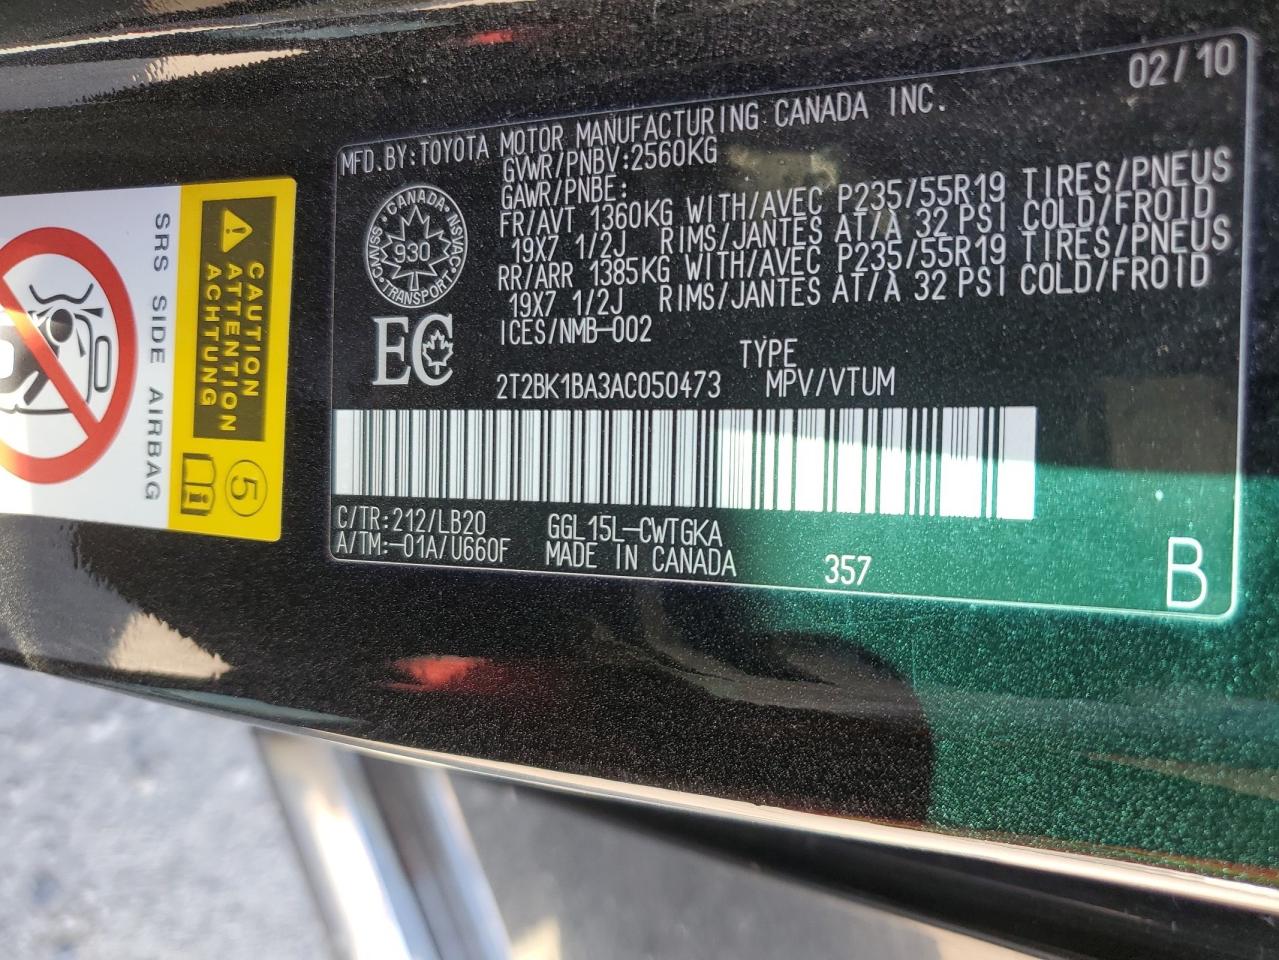 02/10
MFD. BY: TOYOTA MOTOR MANUFACTURING CANADA INC.
GVWR/PNBV: 2560KG
GAWR/PNBE:
FR/AVT 1360KG WITH/AVEC P235/55R19 TIRES/PNEUS
19X7 1/2J RIMS/JANTES AT/A 32 PSI COLD/FROID
RR/ARR 1385KG WITH/AVEC P235/55R19 TIRES/PNEUS
19X7 1/2J RIMS/JANTES AT/A 32 PSI COLD/FROID
ICES/NMB-002
CANADA
NSVAC
TRANSPORT
CMVSS
930
EC
TYPE
2T2BK1BA3AC050473 MPV/VTUM
C/TR: 212/LB20 GGL15L-CWTGKA
A/TM: -01A/U660F MADE IN CANADA 357
B
SRS SIDE AIRBAG
CAUTION
ATTENTION
ACHTUNG
5
i